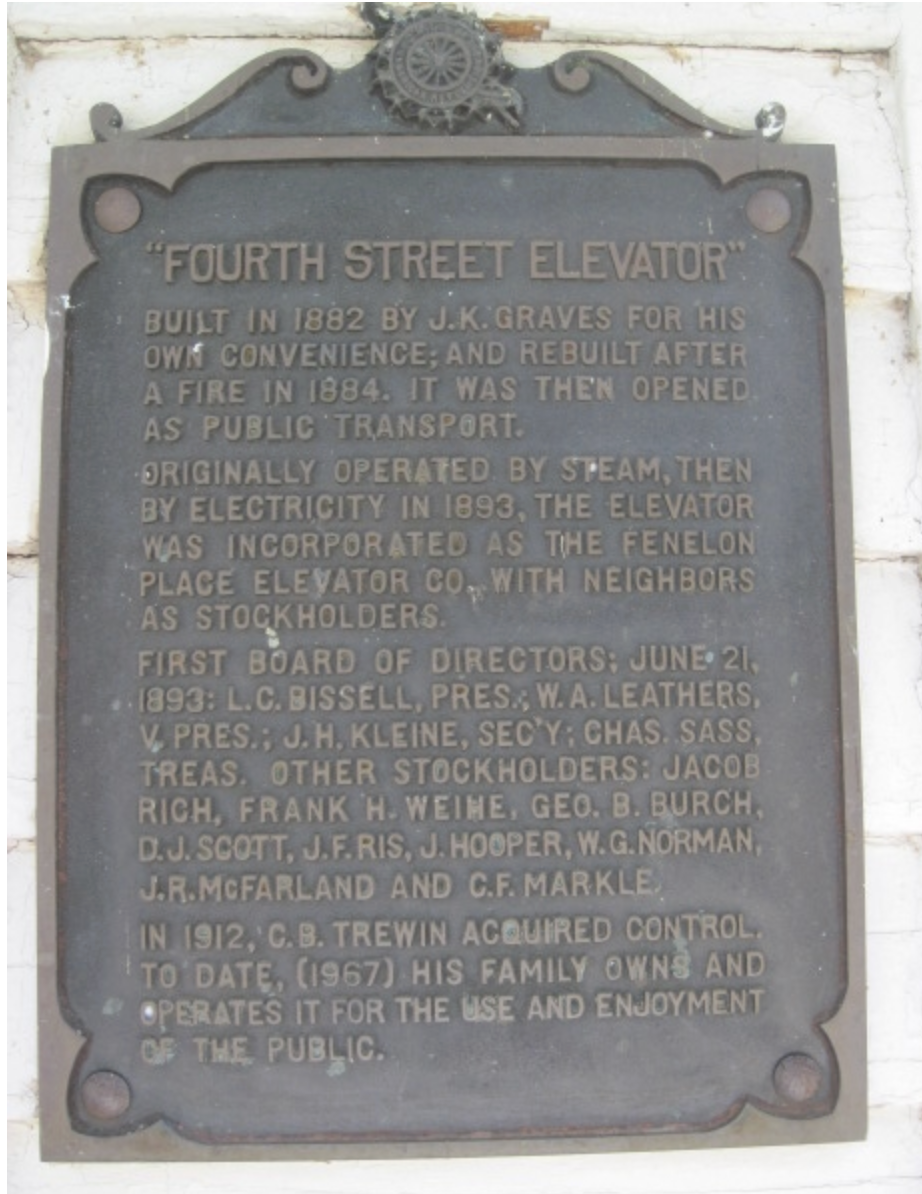 "FOURTH STREET ELEVATOR"
BUILT IN 1882 BY J.K. GRAVES FOR HIS
OWN CONVENIENCE; AND REBUILT AFTER
A FIRE IN 1884. IT WAS THEN OPENED
AS PUBLIC TRANSPORT.
ORIGINALLY OPERATED BY STEAM, THEN
BY ELECTRICITY IN 1893, THE ELEVATOR
WAS INCORPORATED AS THE FENELON
PLACE ELEVATOR CO., WITH NEIGHBORS
AS STOCKHOLDERS.
FIRST BOARD OF DIRECTORS; JUNE 21,
1893: L.C. BISSELL, PRES.; W.A. LEATHERS,
V. PRES.; J.H. KLEINE, SEC'Y; CHAS. SASS,
TREAS. OTHER STOCKHOLDERS: JACOB
RICH, FRANK H. WEIHE, GEO. B. BURCH,
D.J. SCOTT, J.F. RIS, J. HOOPER, W.G. NORMAN,
J.R. McFARLAND AND C.F. MARKLE.
IN 1912, C.B. TREWIN ACQUIRED CONTROL.
TO DATE, (1967) HIS FAMILY OWNS AND
OPERATES IT FOR THE USE AND ENJOYMENT
OF THE PUBLIC.